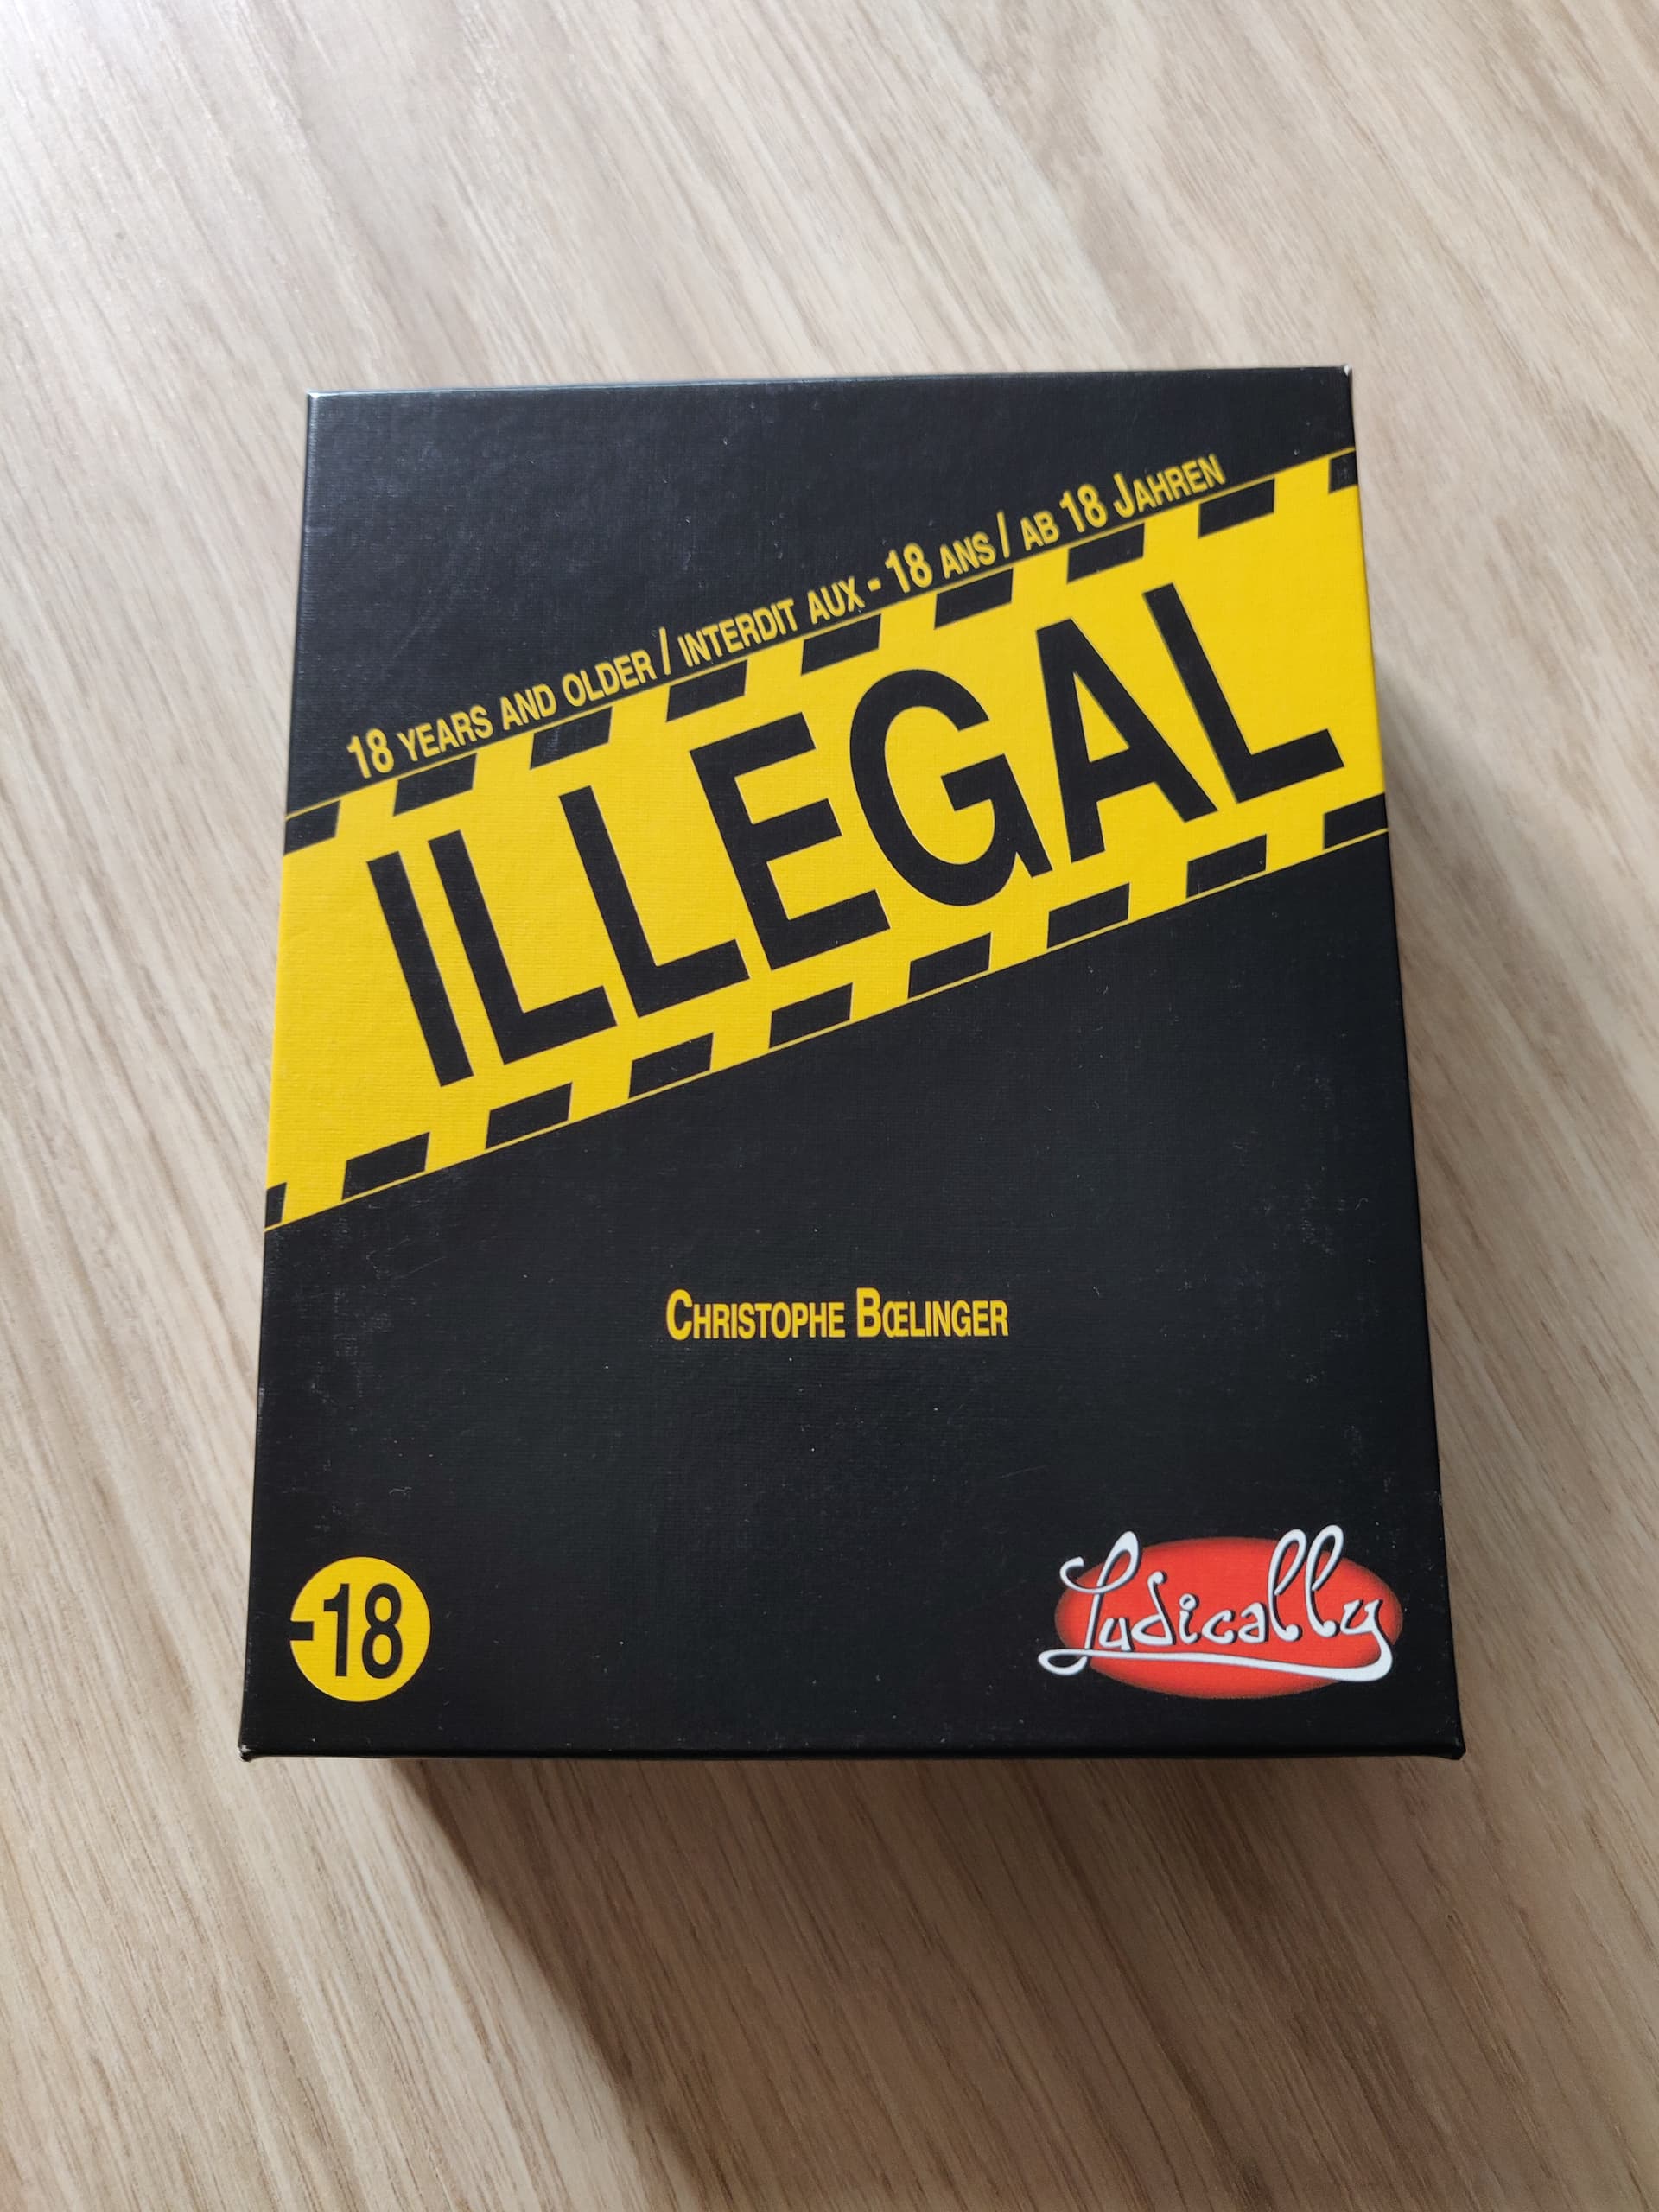 18 YEARS AND OLDER / INTERDIT AUX - 18 ANS / AB 18 JAHREN
ILLEGAL
CHRISTOPHE BŒLINGER
-18
Ludically